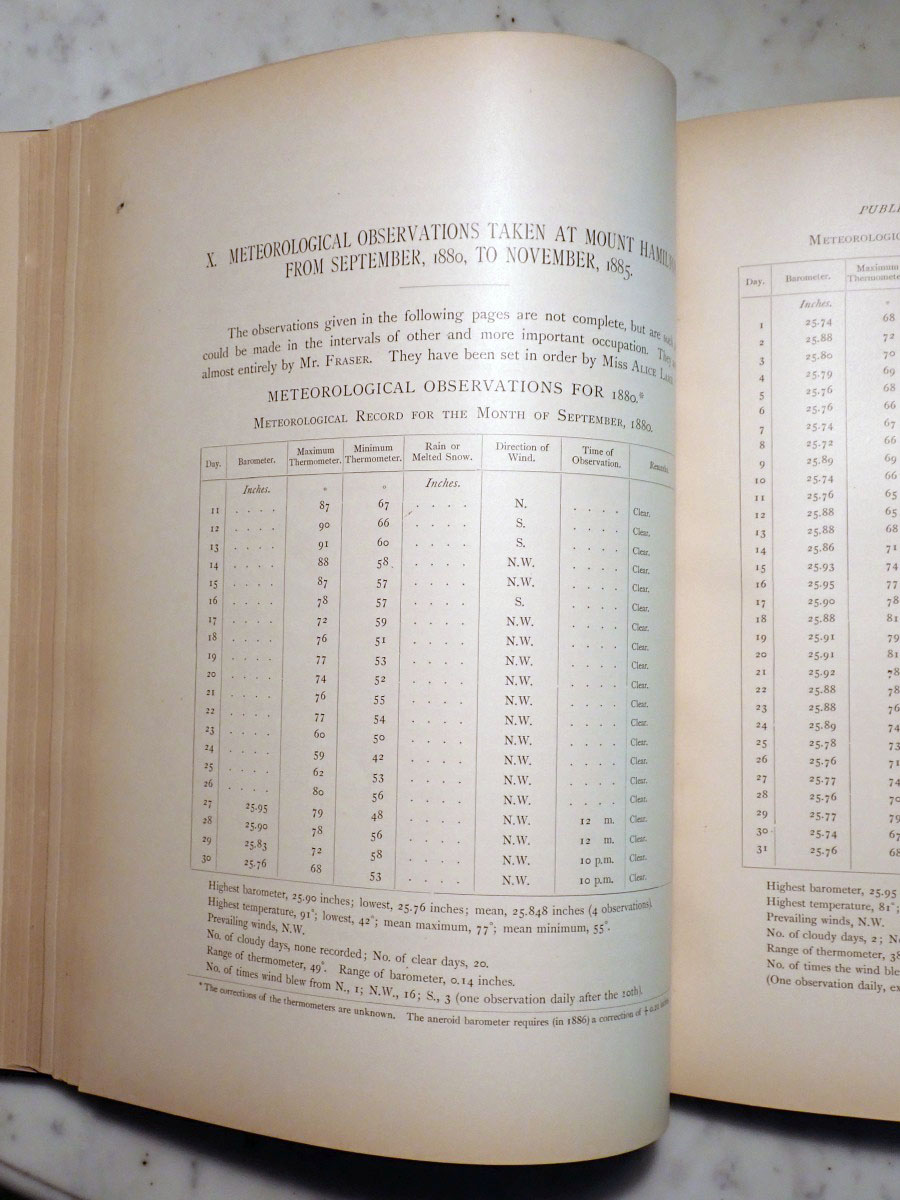 X. METEOROLOGICAL OBSERVATIONS TAKEN AT MOUNT
FROM SEPTEMBER, 1880, TO NOVEMBER, 1885.
The observations given in the following pages are not complete, but are such
could be made in the intervals of other and more important occupation. They
almost entirely by Mr. FRASER. They have been set in order by Miss ALICE
METEOROLOGICAL OBSERVATIONS FOR 1880.*
METEOROLOGICAL RECORD FOR THE MONTH OF SEPTEMBER, 1880.
Day. Barometer. Maximum Thermometer. Minimum Thermometer. Rain or Melted Snow. Direction of Wind. Time of Observation. Remarks
Inches. ° ° Inches.
11 . . . . 87 67 . . . . N. . . . . Clear.
12 . . . . 90 66 . . . . S. . . . . Clear.
13 . . . . 91 60 . . . . S. . . . . Clear.
14 . . . . 88 58 . . . . N.W. . . . . Clear.
15 . . . . 87 57 . . . . N.W. . . . . Clear.
16 . . . . 78 57 . . . . S. . . . . Clear.
17 . . . . 72 59 . . . . N.W. . . . . Clear.
18 . . . . 76 51 . . . . N.W. . . . . Clear.
19 . . . . 77 53 . . . . N.W. . . . . Clear.
20 . . . . 74 52 . . . . N.W. . . . . Clear.
21 . . . . 76 55 . . . . N.W. . . . . Clear.
22 . . . . 77 54 . . . . N.W. . . . . Clear.
23 . . . . 60 50 . . . . N.W. . . . . Clear.
24 . . . . 59 42 . . . . N.W. . . . . Clear.
25 . . . . 62 53 . . . . N.W. . . . . Clear.
26 . . . . 80 56 . . . . N.W. . . . . Clear.
27 25.95 79 48 . . . . N.W. 12 m. Clear.
28 25.90 78 56 . . . . N.W. 12 m. Clear.
29 25.83 72 58 . . . . N.W. 10 p.m. Clear.
30 25.76 68 53 . . . . N.W. 10 p.m. Clear.
Highest barometer, 25.90 inches; lowest, 25.76 inches; mean, 25.848 inches (4 observations).
Highest temperature, 91°; lowest, 42°; mean maximum, 77°; mean minimum, 55°.
Prevailing winds, N.W.
No. of cloudy days, none recorded; No. of clear days, 20.
Range of thermometer, 49°. Range of barometer, 0.14 inches.
No. of times wind blew from N., 1; N.W., 16; S., 3 (one observation daily after the 10th).
* The corrections of the thermometers are unknown. The aneroid barometer requires (in 1886) a correction of
PUBL
METEOROLOGIC
Day. Barometer. Maximum Thermomete
Inches. °
1 25.74 68
2 25.88 72
3 25.80 70
4 25.79 69
5 25.76 68
6 25.76 66
7 25.74 67
8 25.72 66
9 25.89 69
10 25.74 66
11 25.76 65
12 25.88 65
13 25.88 68
14 25.86 71
15 25.93 74
16 25.95 77
17 25.90 78
18 25.88 81
19 25.91 79
20 25.91 81
21 25.92 78
22 25.88 78
23 25.88 76
24 25.89 74
25 25.78 73
26 25.76 71
27 25.77 74
28 25.76 70
29 25.77 79
30 25.74 67
31 25.76 68
Highest barometer, 25.95
Highest temperature, 81°;
Prevailing winds, N.W.
No. of cloudy days, 2; N
Range of thermometer, 38
No. of times the wind ble
(One observation daily, ex